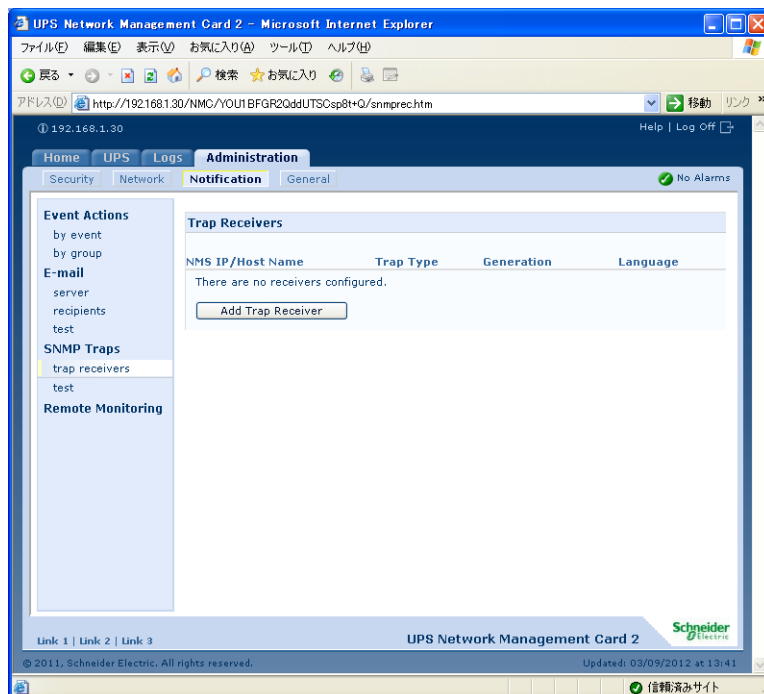 UPS Network Management Card 2 - Microsoft Internet Explorer
ファイル(F) 編集(E) 表示(V) お気に入り(A) ツール(T) ヘルプ(H)
戻る 検索 お気に入り
アドレス(D) http://192.168.1.30/NMC/YOU1BFGR2QddUTSCsp8t+Q/snmprec.htm 移動 リンク »
192.168.1.30 Help | Log Off
Home UPS Logs Administration
Security Network Notification General No Alarms
Event Actions
by event
by group
E-mail
server
recipients
test
SNMP Traps
trap receivers
test
Remote Monitoring
Trap Receivers
NMS IP/Host Name Trap Type Generation Language
There are no receivers configured.
Add Trap Receiver
Link 1 | Link 2 | Link 3 UPS Network Management Card 2 Schneider Electric
© 2011, Schneider Electric. All rights reserved. Updated: 03/09/2012 at 13:41
信頼済みサイト